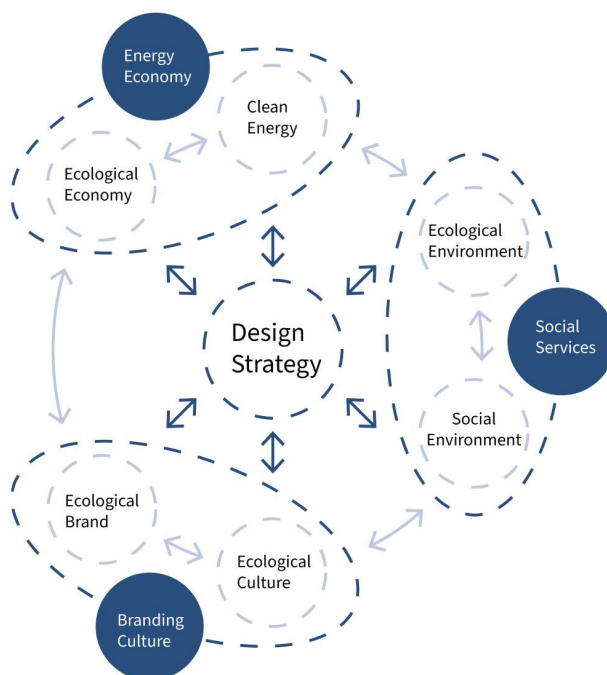 Energy
Economy
Clean
Energy
Ecological
Economy
Ecological
Environment
Design
Strategy
Social
Services
Social
Environment
Ecological
Brand
Ecological
Culture
Branding
Culture